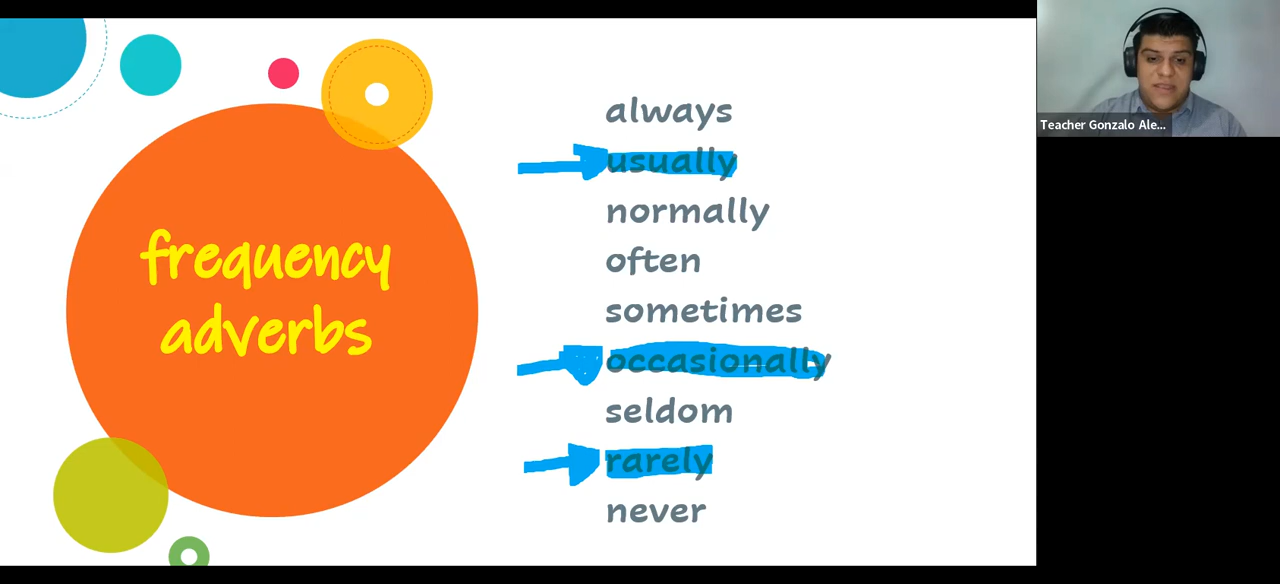 frequency
adverbs
always
usually
normally
often
sometimes
occasionally
seldom
rarely
never
Teacher Gonzalo Ale...